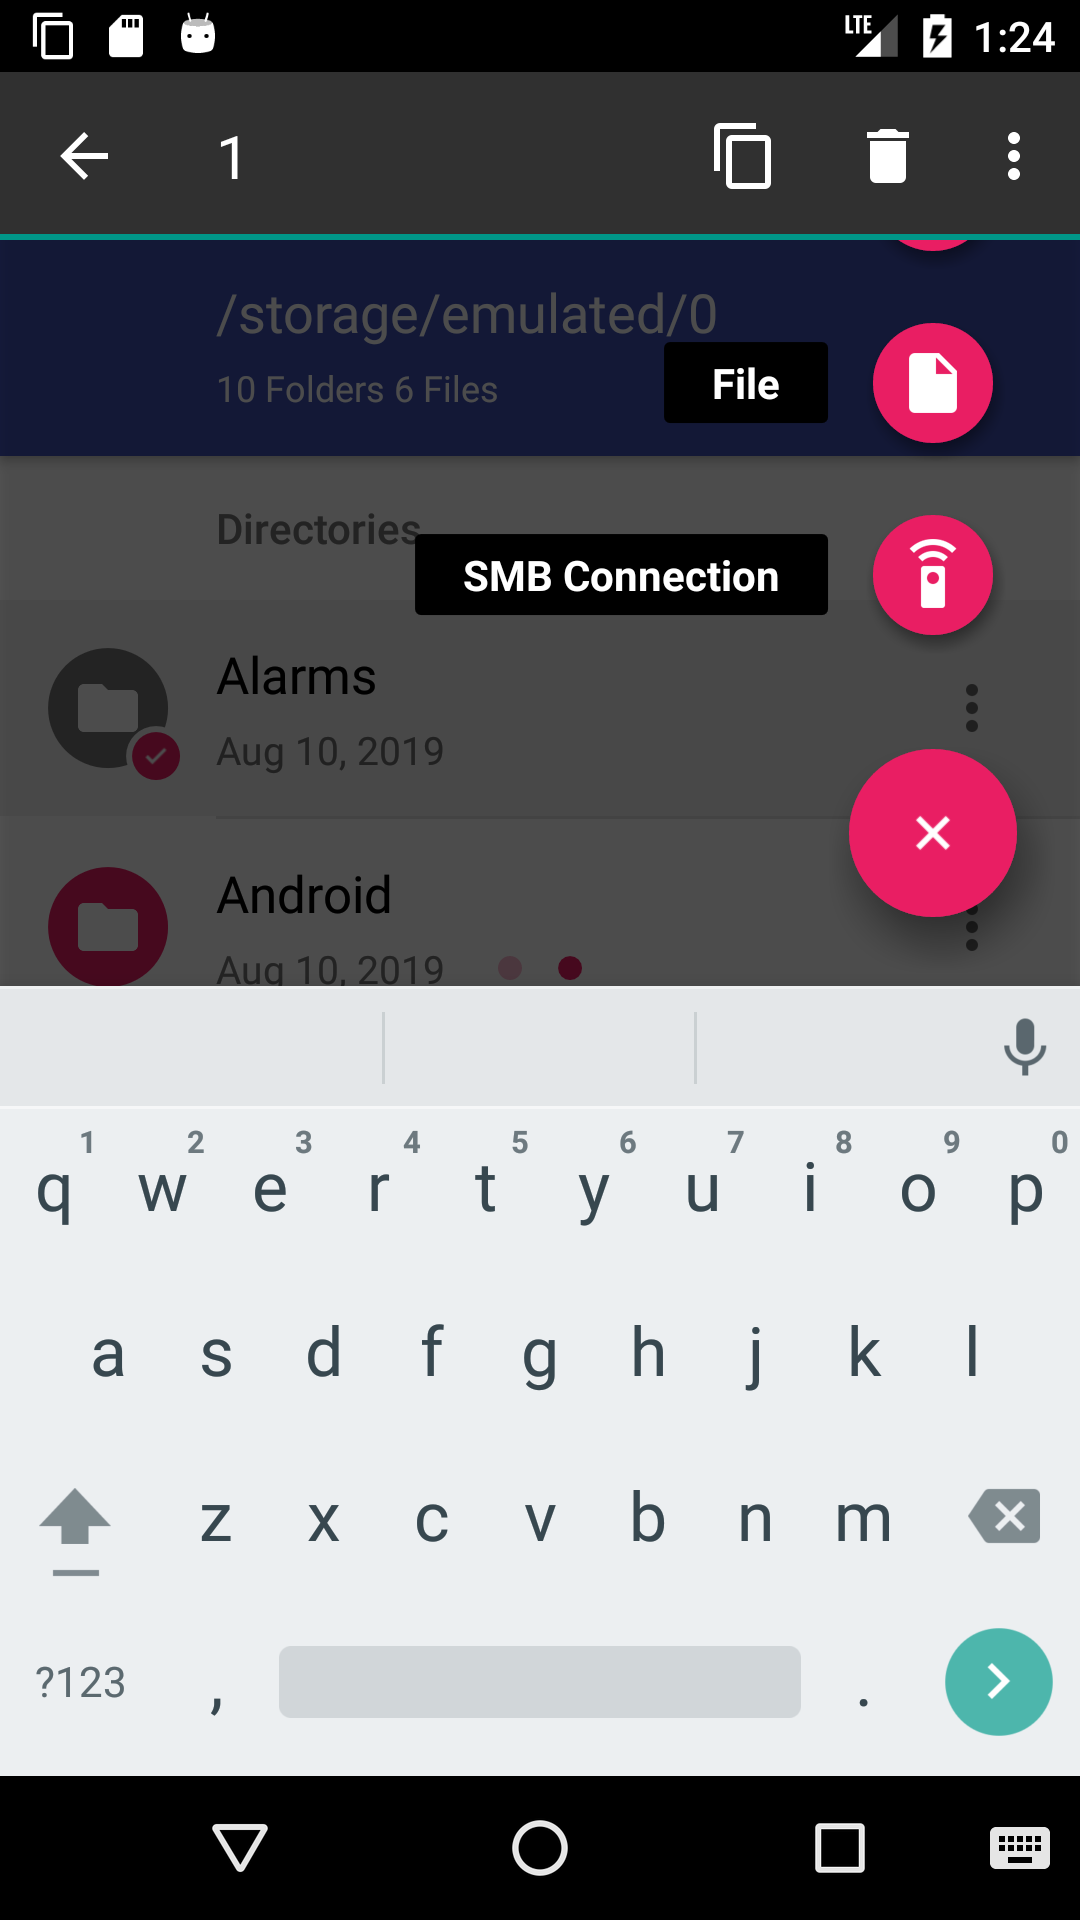 LTE 1:24
1
/storage/emulated/0
10 Folders 6 Files
File
Directories
SMB Connection
Alarms
Aug 10, 2019
Android
Aug 10, 2019
1 2 3 4 5 6 7 8 9 0
q w e r t y u i o p
a s d f g h j k l
z x c v b n m
?123 , .